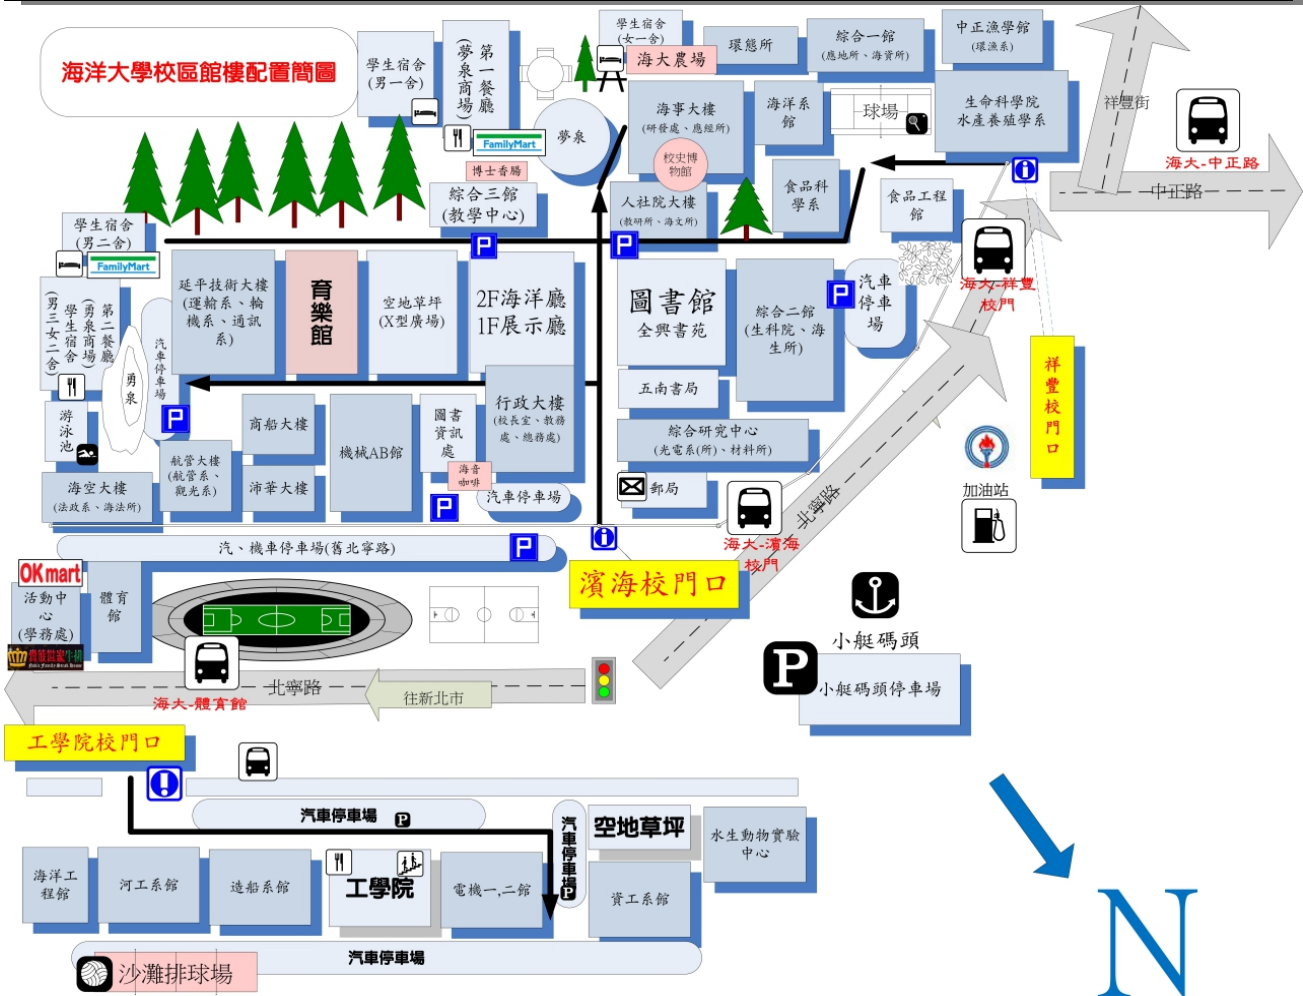 海洋大學校區館樓配置簡圖
學生宿舍
(男一舍)
第一餐廳
(夢泉商場)
FamilyMart
夢泉
學生宿舍
(女一舍)
海大農場
環態所
綜合一館
(應地所、海資所)
中正漁學館
(環漁系)
海事大樓
(研發處、應經所)
校史博
物館
海洋系
館
球場
生命科學院
水產養殖學系
祥豐街
海大-中正路
中正路
博士香腸
綜合三館
(教學中心)
人社院大樓
(教研所、海文所)
食品科
學系
食品工程
館
學生宿舍
(男二舍)
FamilyMart
P
P
延平技術大樓
(運輸系、輪
機系、通訊
系)
育樂館
空地草坪
(X型廣場)
2F海洋廳
1F展示廳
圖書館
全興書苑
綜合二館
(生科院、海
生所)
P
汽車
停車
場
海大-祥豐
校門
第二餐廳
(勇泉商場)
學生宿舍
(男三女二舍)
勇泉
汽車停車場
P
五南書局
祥豐校門口
游
泳
池
商船大樓
機械AB館
圖書
資訊
處
行政大樓
(校長室、教務
處、總務處)
綜合研究中心
(光電系(所)、材料所)
航管大樓
(航管系、
觀光系)
海音
咖啡
海空大樓
(法政系、海法所)
沛華大樓
P
汽車停車場
郵局
加油站
北寧路
海大-濱海
校門
汽、機車停車場(舊北寧路)
P
濱海校門口
OKmart
活動中
心
(學務處)
體育
館
貴族世家牛排
小艇碼頭
P
小艇碼頭停車場
北寧路
往新北市
海大-體育館
工學院校門口
汽車停車場
P
汽車停車場
P
空地草坪
水生動物實驗
中心
海洋工
程館
河工系館
造船系館
工學院
電機一,二館
資工系館
汽車停車場
沙灘排球場
N